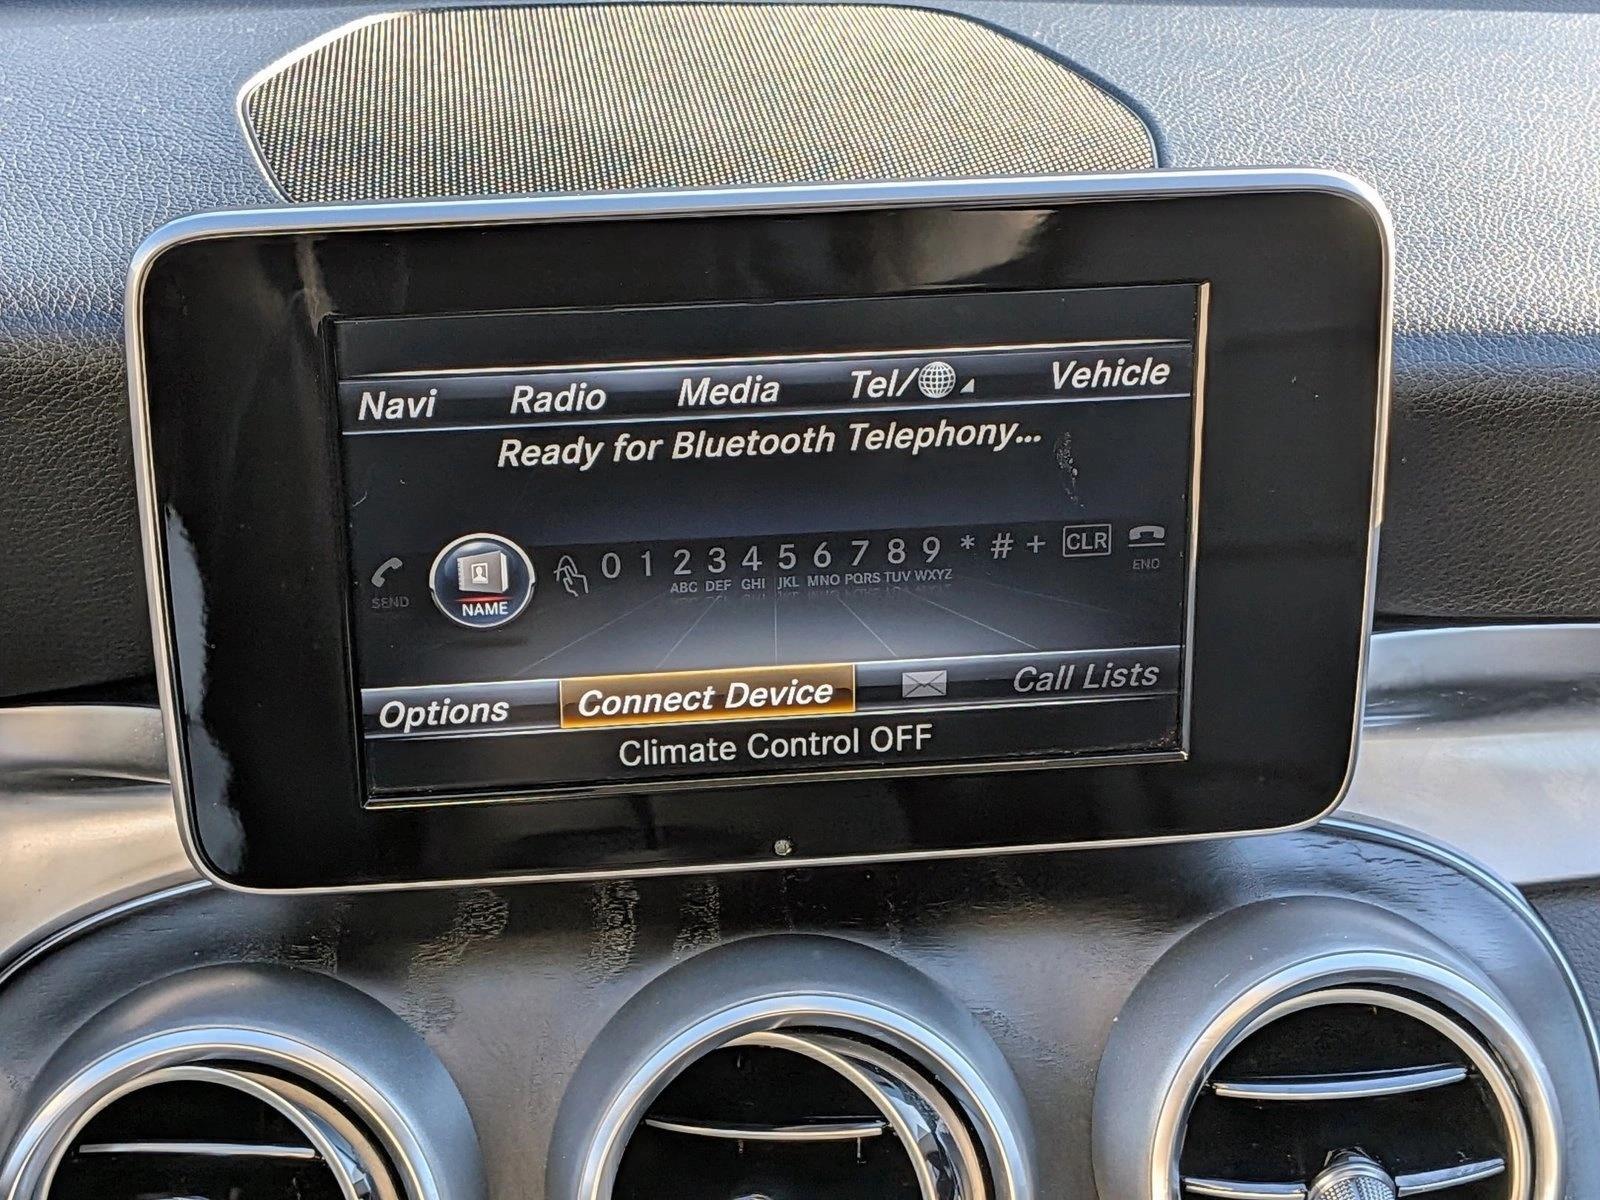 Navi Radio Media Tel/ Vehicle
Ready for Bluetooth Telephony...
SEND NAME 0 1 2 3 4 5 6 7 8 9 * # + CLR END
ABC DEF GHI JKL MNO PQRS TUV WXYZ
Options Connect Device Call Lists
Climate Control OFF